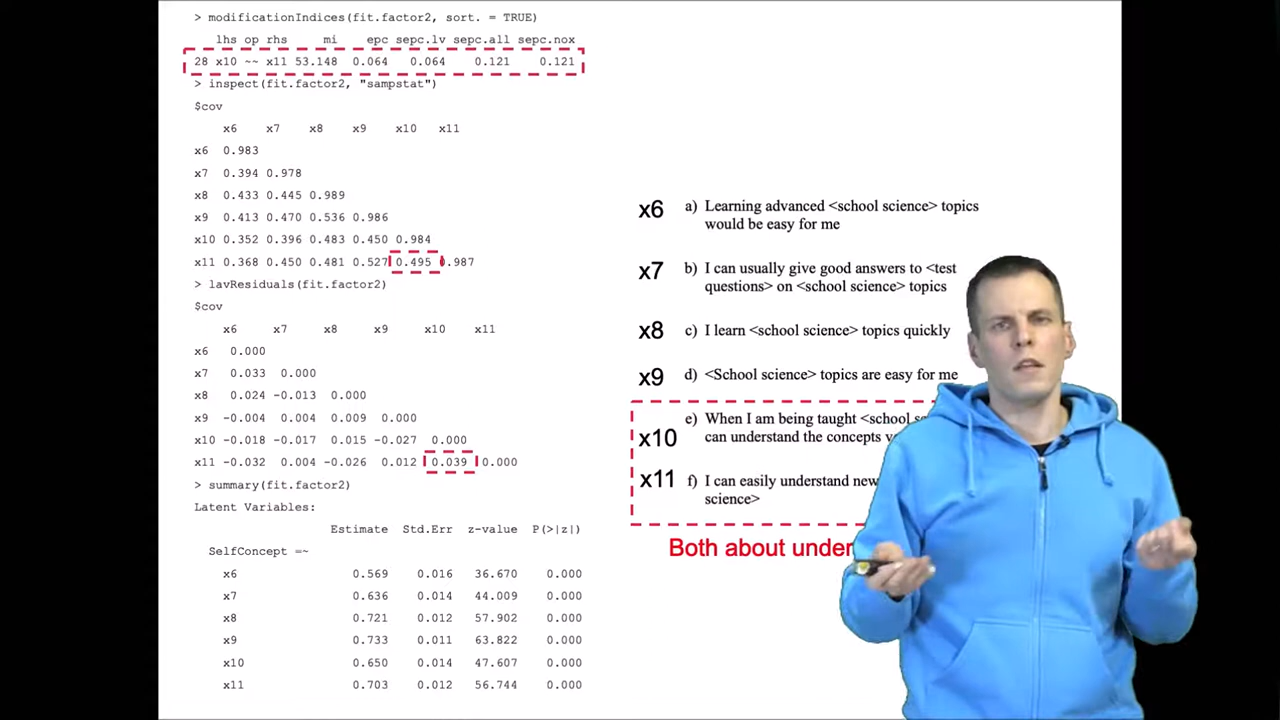 > modificationIndices(fit.factor2, sort. = TRUE)
lhs op rhs mi epc sepc.lv sepc.all sepc.nox
28 x10 ~~ x11 53.148 0.064 0.064 0.121 0.121
> inspect(fit.factor2, "sampstat")
$cov
x6 x7 x8 x9 x10 x11
x6 0.983
x7 0.394 0.978
x8 0.433 0.445 0.989
x9 0.413 0.470 0.536 0.986
x10 0.352 0.396 0.483 0.450 0.984
x11 0.368 0.450 0.481 0.527 0.495 0.987
> lavResiduals(fit.factor2)
$cov
x6 x7 x8 x9 x10 x11
x6 0.000
x7 0.033 0.000
x8 0.024 -0.013 0.000
x9 -0.004 0.004 0.009 0.000
x10 -0.018 -0.017 0.015 -0.027 0.000
x11 -0.032 0.004 -0.026 0.012 0.039 0.000
> summary(fit.factor2)
Latent Variables:
Estimate Std.Err z-value P(>|z|)
SelfConcept =~
x6 0.569 0.016 36.670 0.000
x7 0.636 0.014 44.009 0.000
x8 0.721 0.012 57.902 0.000
x9 0.733 0.011 63.822 0.000
x10 0.650 0.014 47.607 0.000
x11 0.703 0.012 56.744 0.000
x6 a) Learning advanced <school science> topics
would be easy for me
x7 b) I can usually give good answers to <test
questions> on <school science> topics
x8 c) I learn <school science> topics quickly
x9 d) <School science> topics are easy for me
e) When I am being taught <school
x10 can understand the concepts
x11 f) I can easily understand new
science>
Both about